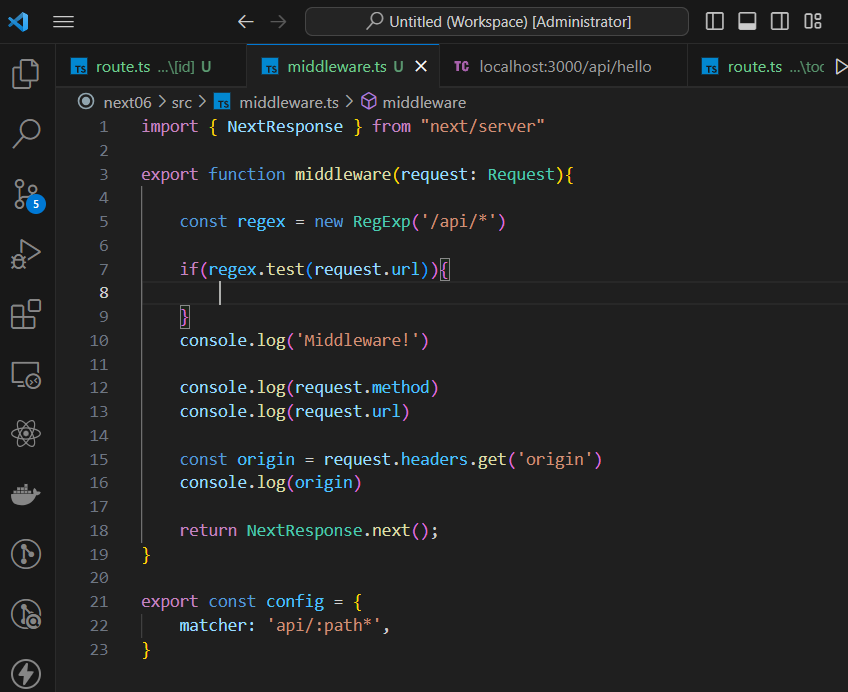 Untitled (Workspace) [Administrator]
TS route.ts ...\[id] U
TS middleware.ts U
TC localhost:3000/api/hello
TS route.ts ...\toc
next06 > src > TS middleware.ts > middleware
1 import { NextResponse } from "next/server"
2
3 export function middleware(request: Request){
4
5 const regex = new RegExp('/api/*')
6
7 if(regex.test(request.url)){
8
9 }
10 console.log('Middleware!')
11
12 console.log(request.method)
13 console.log(request.url)
14
15 const origin = request.headers.get('origin')
16 console.log(origin)
17
18 return NextResponse.next();
19 }
20
21 export const config = {
22 matcher: 'api/:path*',
23 }
5